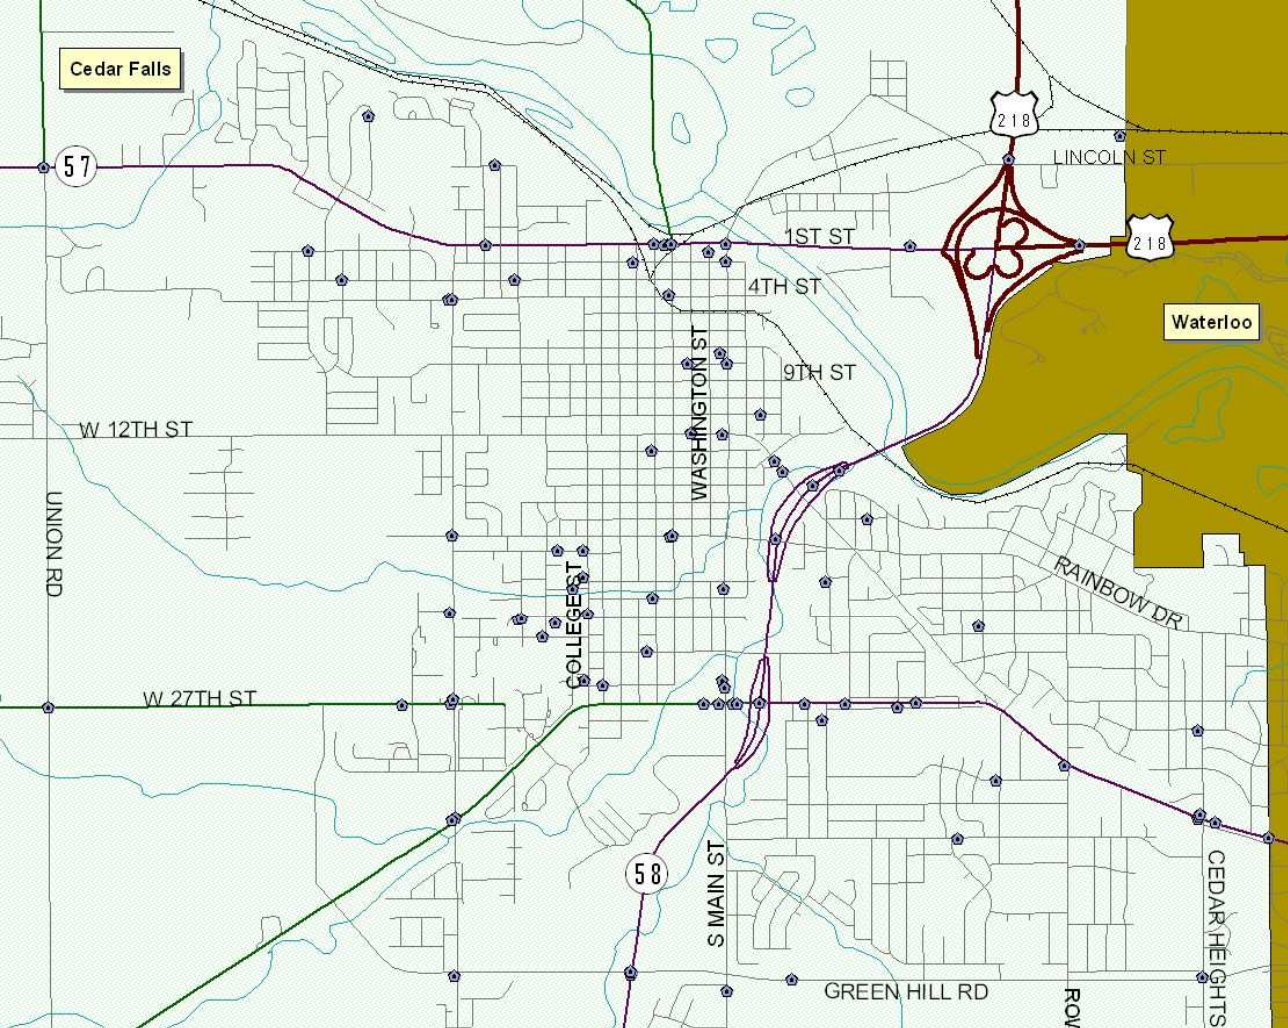 Cedar Falls
218
57
LINCOLN ST
1ST ST
218
4TH ST
Waterloo
WASHINGTON ST
9TH ST
W 12TH ST
UNION RD
RAINBOW DR
COLLEGE ST
W 27TH ST
58
S MAIN ST
CEDAR HEIGHTS
GREEN HILL RD